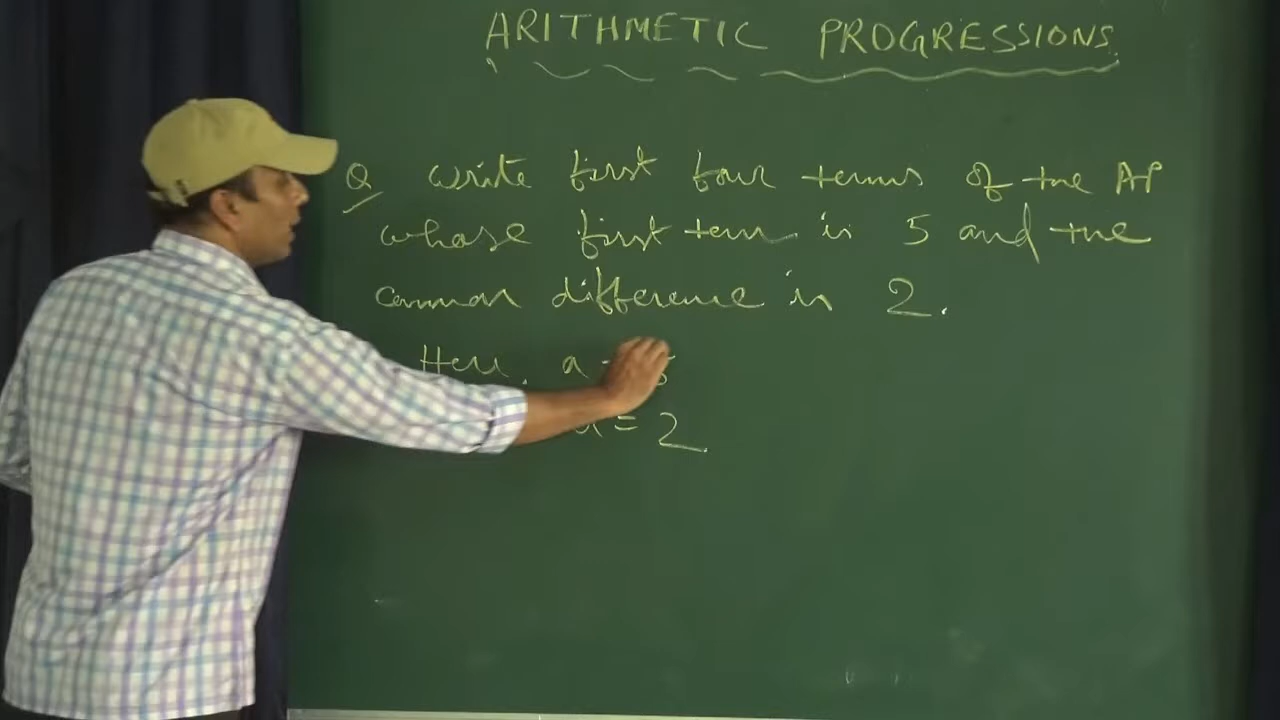 ARITHMETIC PROGRESSIONS
Q Write first four terms of the AP
whose first term is 5 and the
common difference is 2.
Here, a = 5
d = 2